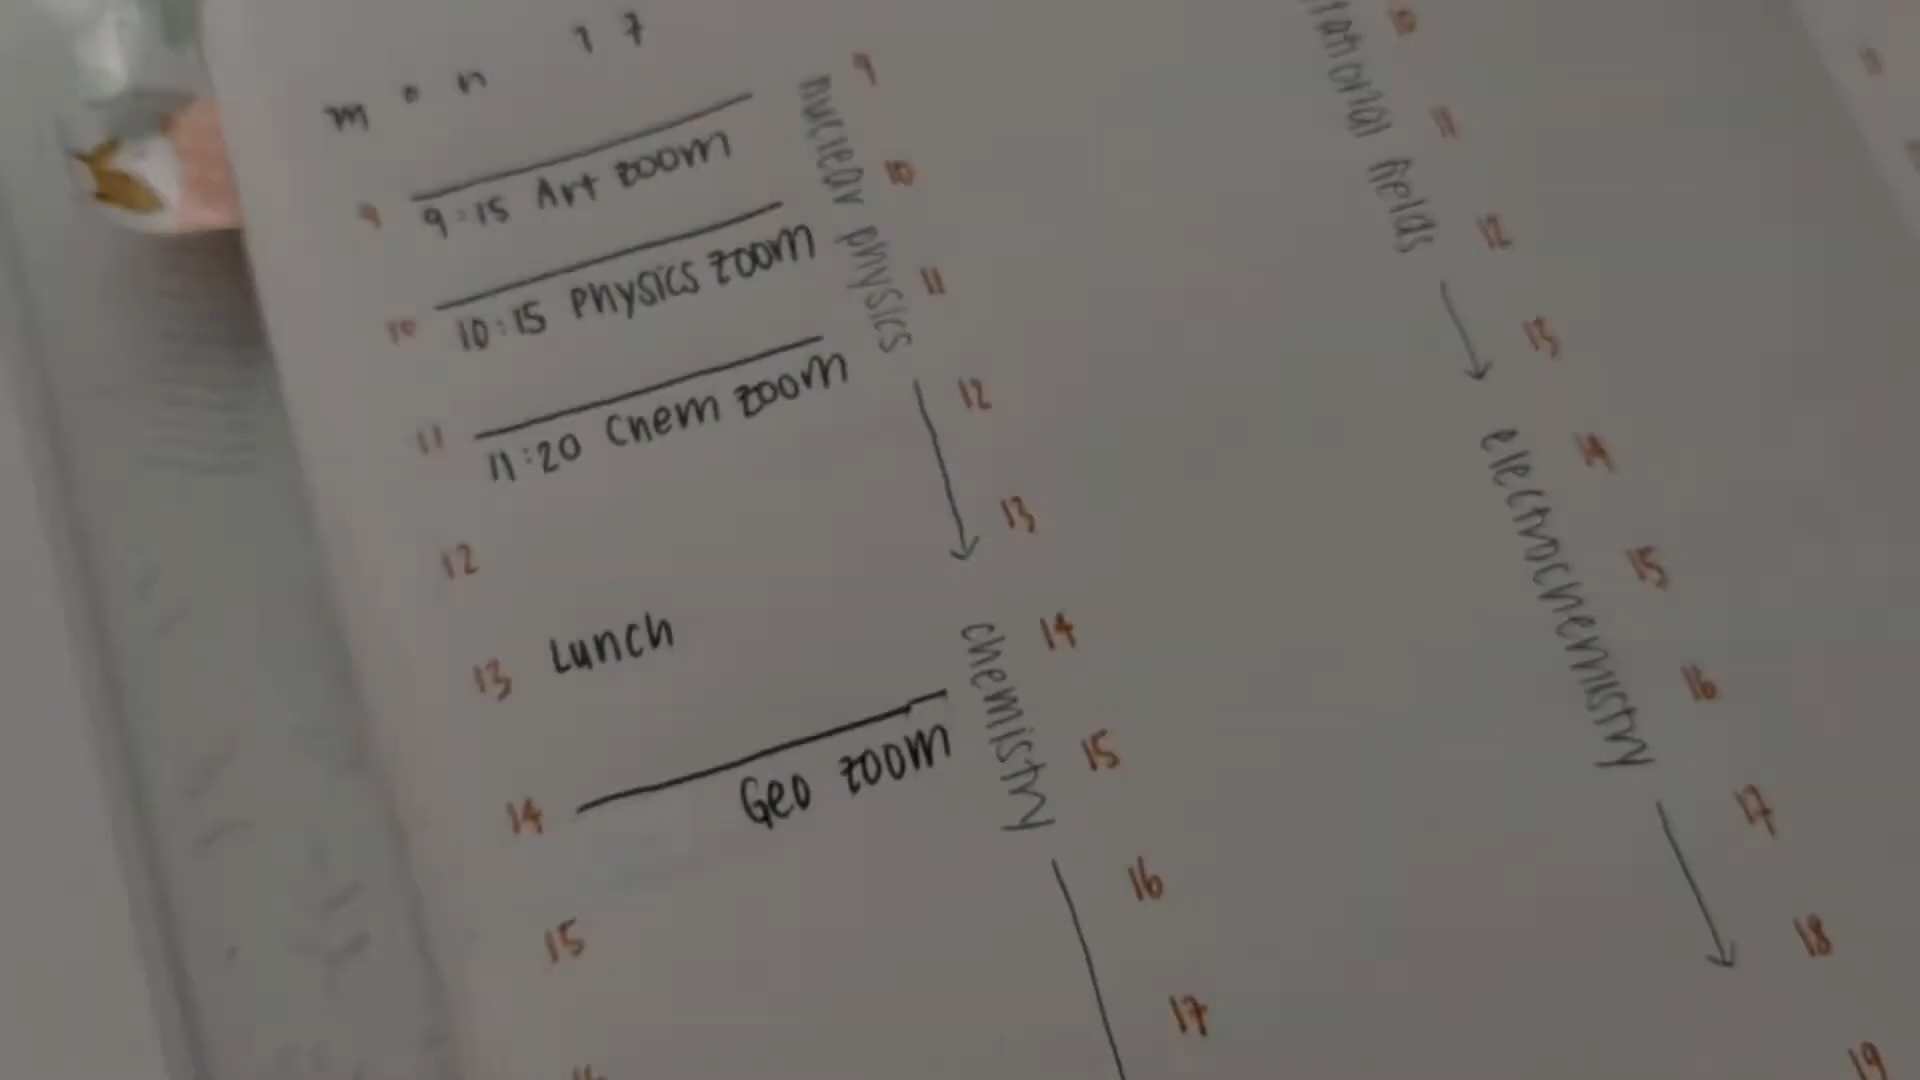 mon 17
9
9:15 Art zoom
10
10:15 Physics zoom
11
11:20 Chem zoom
12
13 Lunch
14
Geo zoom
15
nuclear physics
chemistry
9
10
11
12
13
14
15
16
17
fields
electrochemistry
11
12
13
14
15
16
17
18
19